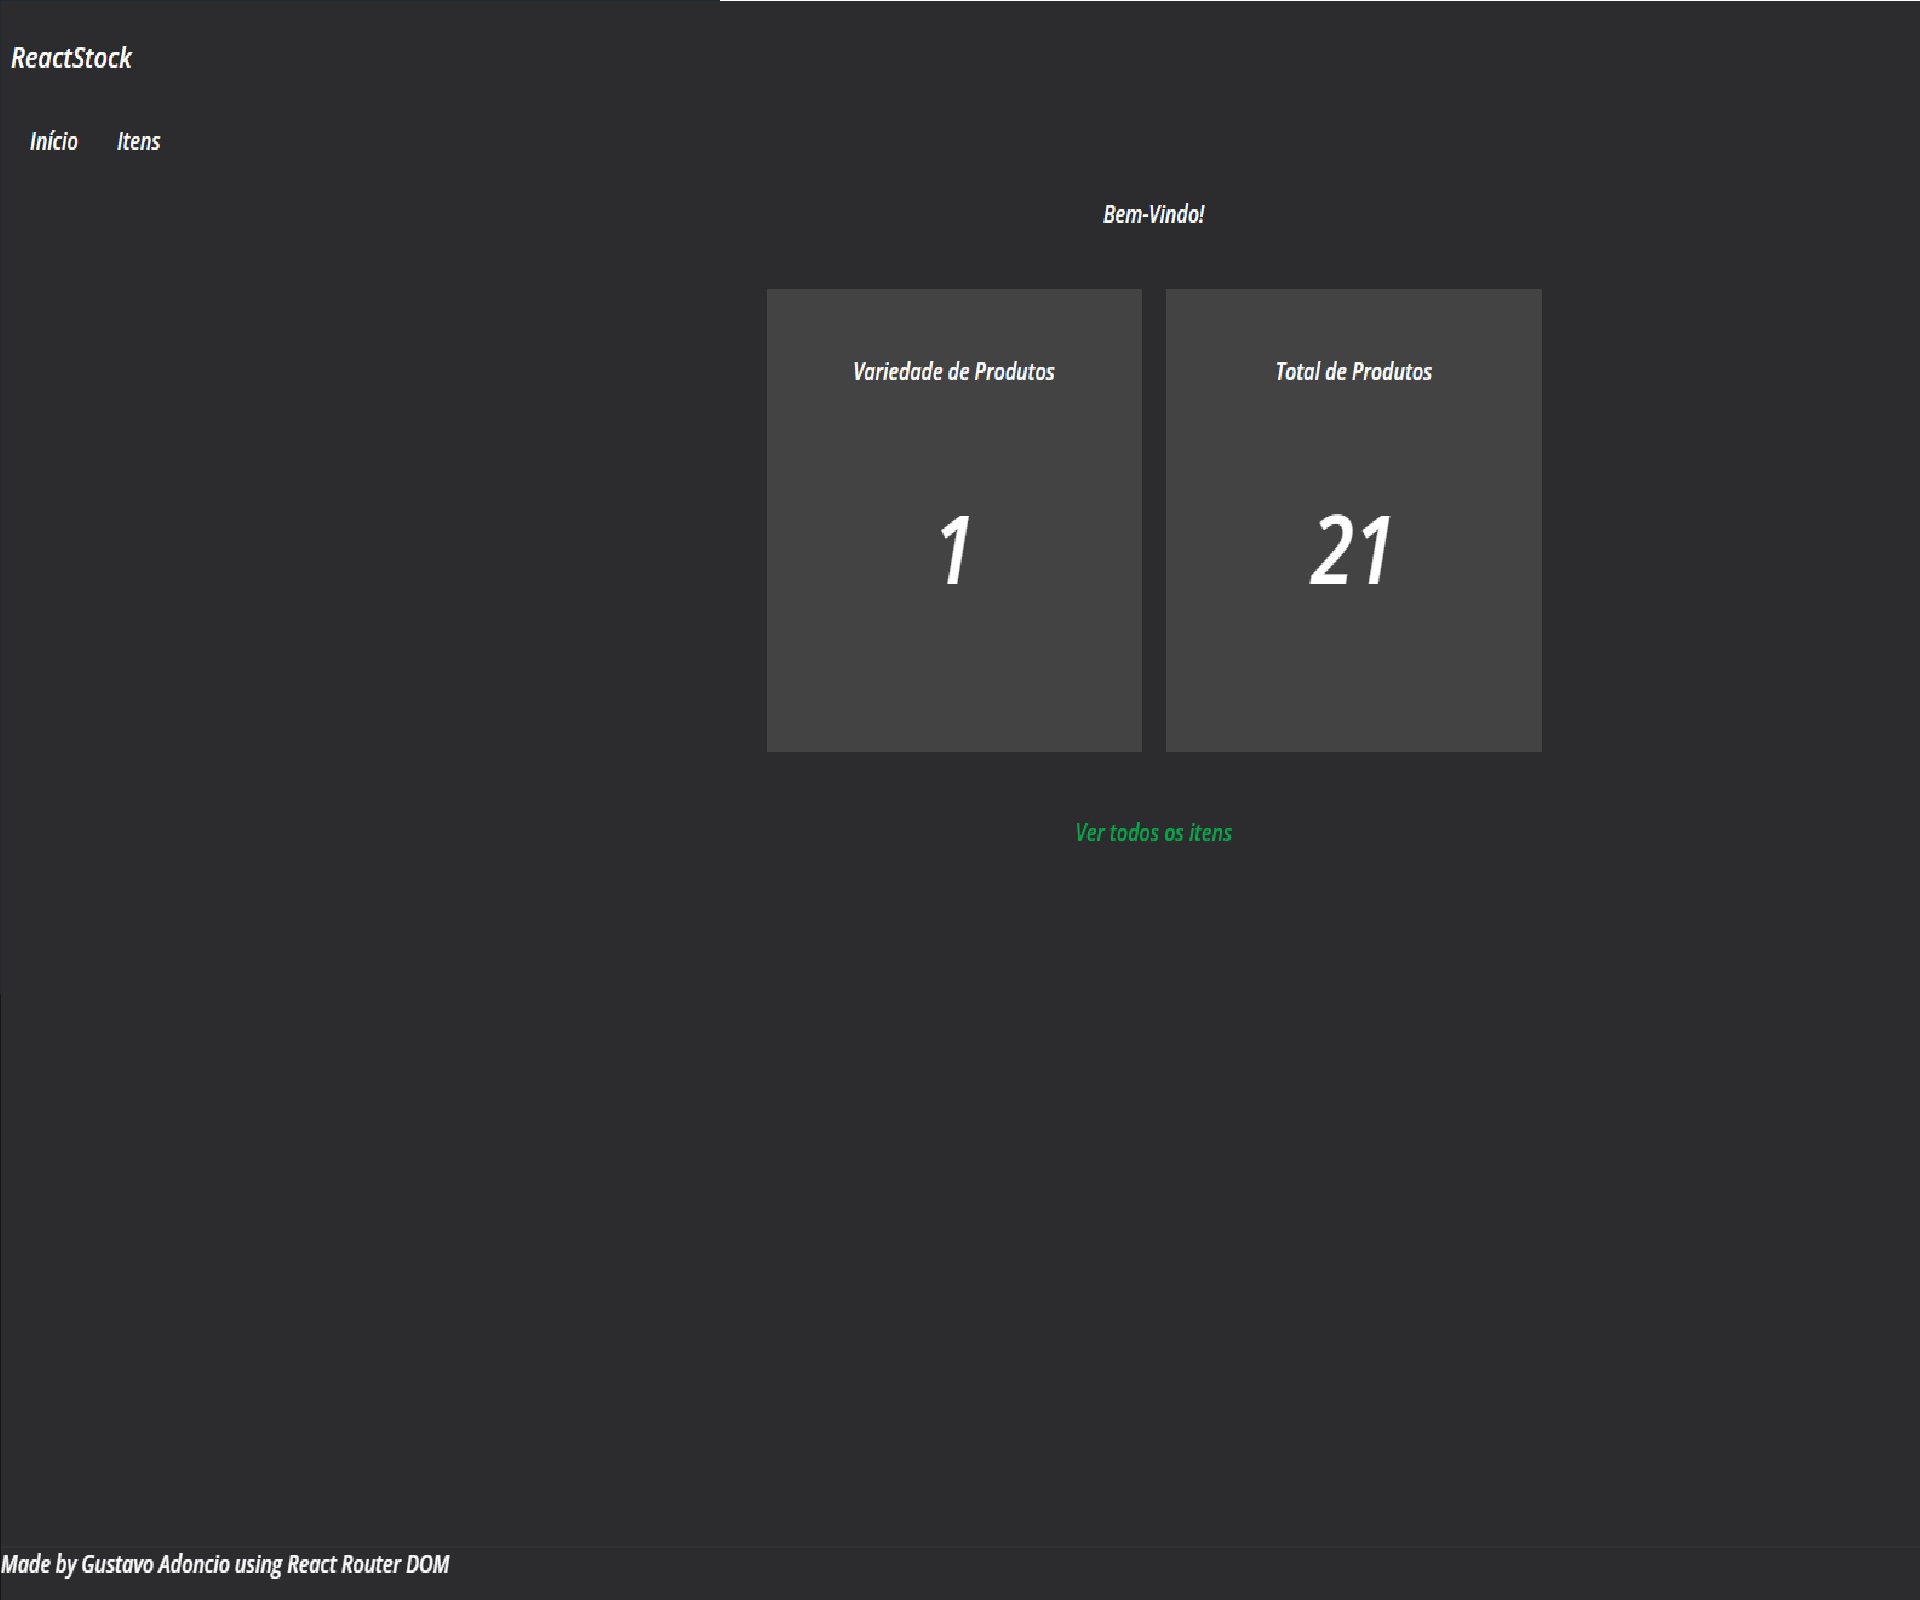 ReactStock
Início Itens
Bem-Vindo!
Variedade de Produtos
1
Total de Produtos
21
Ver todos os itens
Made by Gustavo Adoncio using React Router DOM